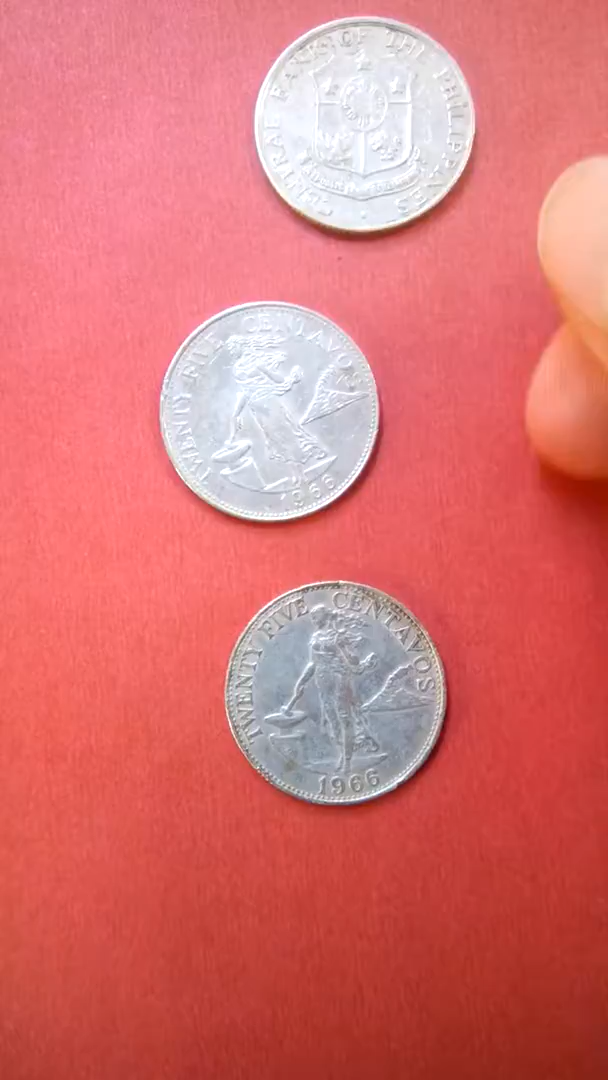 CENTRAL BANK OF THE PHILIPPINES
TWENTY FIVE CENTAVOS
1966
TWENTY FIVE CENTAVOS
1966